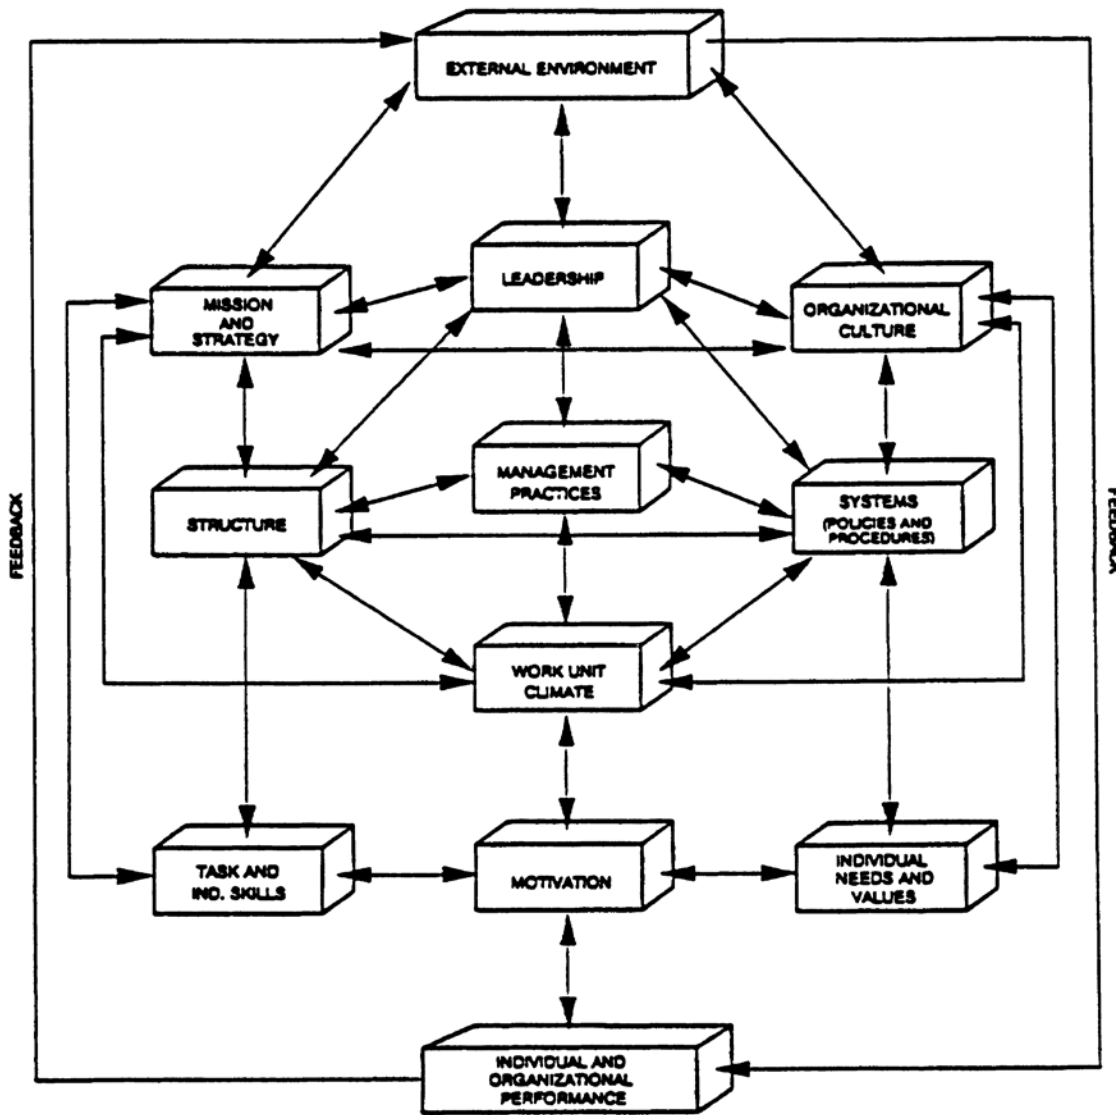 EXTERNAL ENVIRONMENT
LEADERSHIP
MISSION
AND
STRATEGY
ORGANIZATIONAL
CULTURE
MANAGEMENT
PRACTICES
STRUCTURE
SYSTEMS
(POLICIES AND
PROCEDURES)
FEEDBACK
FEEDBACK
WORK UNIT
CLIMATE
TASK AND
IND. SKILLS
MOTIVATION
INDIVIDUAL
NEEDS AND
VALUES
INDIVIDUAL AND
ORGANIZATIONAL
PERFORMANCE